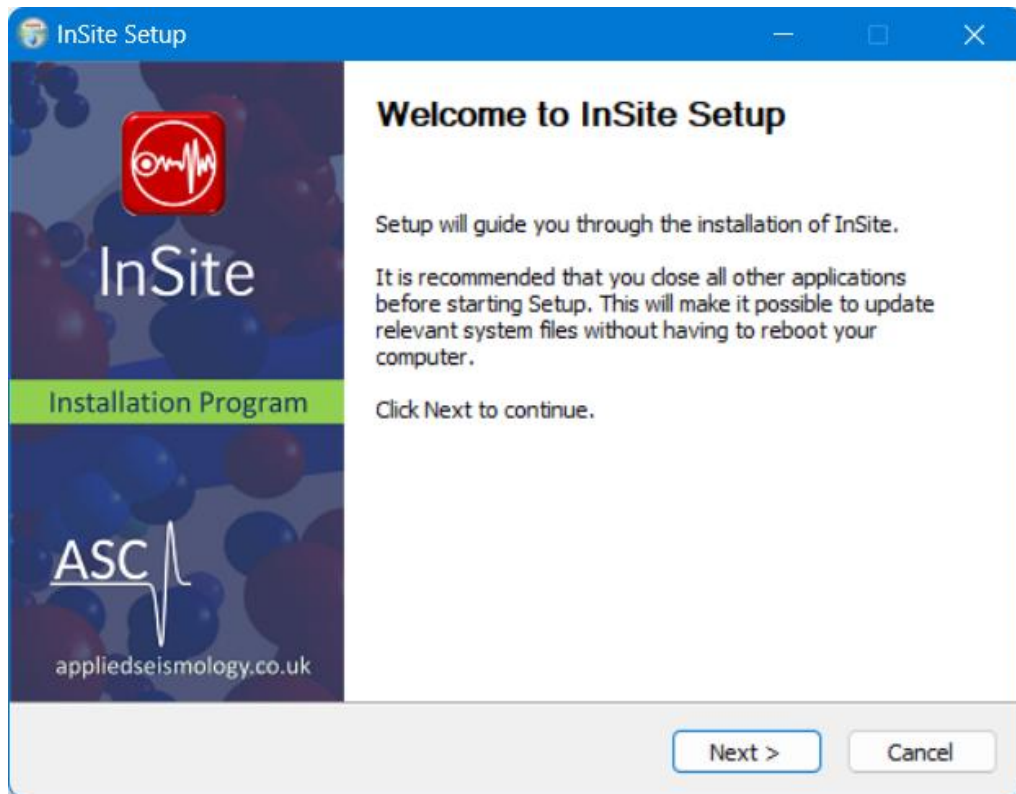 InSite Setup
Welcome to InSite Setup
InSite
Setup will guide you through the installation of InSite.
It is recommended that you close all other applications
before starting Setup. This will make it possible to update
relevant system files without having to reboot your
computer.
Installation Program
Click Next to continue.
ASC
appliedseismology.co.uk
Next >
Cancel